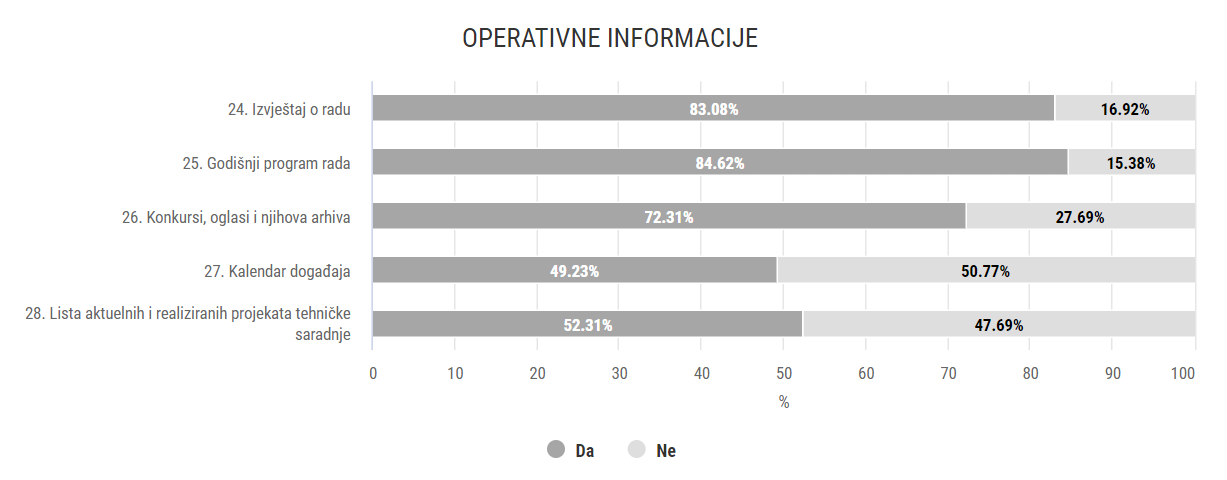 OPERATIVNE INFORMACIJE
24. Izvještaj o radu
83.08%
16.92%
25. Godišnji program rada
84.62%
15.38%
26. Konkursi, oglasi i njihova arhiva
72.31%
27.69%
27. Kalendar događaja
49.23%
50.77%
28. Lista aktuelnih i realiziranih projekata tehničke
saradnje
52.31%
47.69%
0 10 20 30 40 50 60 70 80 90 100
%
Da Ne